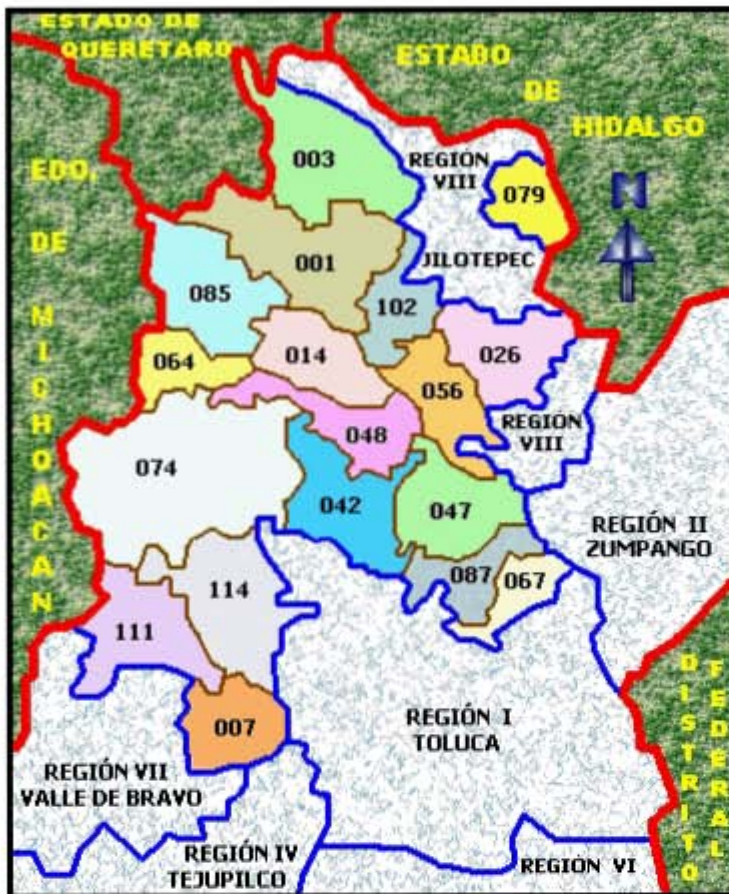 ESTADO DE
QUERETARO
ESTADO
DE
HIDALGO
EDO.
DE
MICHOACAN
003
REGIÓN
VIII
079
N
001
JILOTEPEC
085
102
026
064
014
056
048
REGIÓN
VIII
074
042
047
REGIÓN II
ZUMPANGO
087
067
114
111
007
REGIÓN I
TOLUCA
DISTRITO
FEDERAL
REGIÓN VII
VALLE DE BRAVO
REGIÓN IV
TEJUPILCO
REGIÓN VI